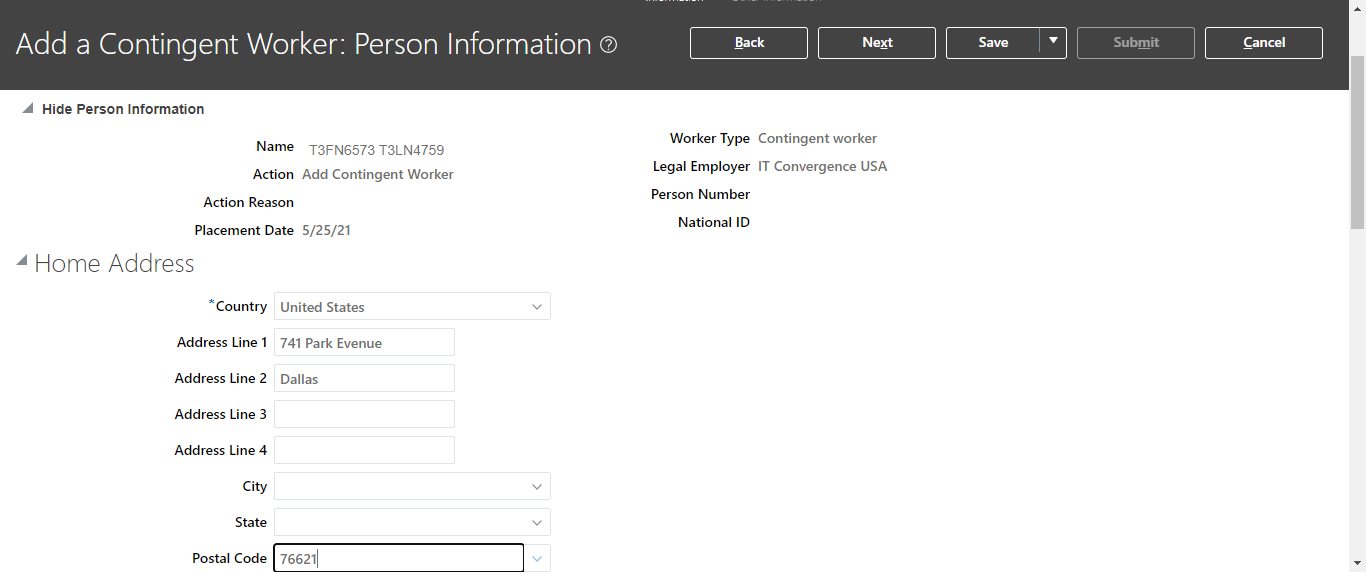 Add a Contingent Worker: Person Information
Back Next Save Submit Cancel
Hide Person Information
Name T3FN6573 T3LN4759
Action Add Contingent Worker
Action Reason
Placement Date 5/25/21
Worker Type Contingent worker
Legal Employer IT Convergence USA
Person Number
National ID
Home Address
*Country United States
Address Line 1 741 Park Evenue
Address Line 2 Dallas
Address Line 3
Address Line 4
City
State
Postal Code 76621